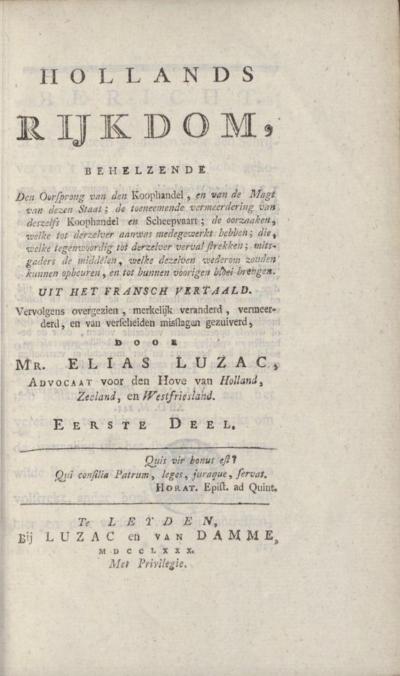 HOLLANDS
RIJKDOM,
BEHELZENDE
Den Oorsprong van den Koophandel, en van de Magt
van dezen Staat; de toeneemende vermeerdering van
deszelfs Koophandel en Scheepvaart; de oorzaaken,
welke tot derzelver aanwas medegewerkt hebben; die,
welke tegenwoordig tot derzelver verval strekken; mits-
gaders de middelen, welke dezelven wederom zouden
kunnen opbeuren, en tot hunnen voorigen bloei brengen.
UIT HET FRANSCH VERTAALD.
Vervolgens overgezien, merkelijk veranderd, vermeer-
derd, en van verscheiden misslagen gezuiverd,
DOOR
MR. ELIAS LUZAC,
ADVOCAAT voor den Hove van Holland,
Zeeland, en Westfriesland.
EERSTE DEEL.
Quis vir bonus est?
Qui consilia Patrum, leges, juraque, servat.
HORAT. Epist. ad Quint.
Te LEYDEN,
Bij LUZAC en VAN DAMME,
MDCCLXXX.
Met Privilegie.